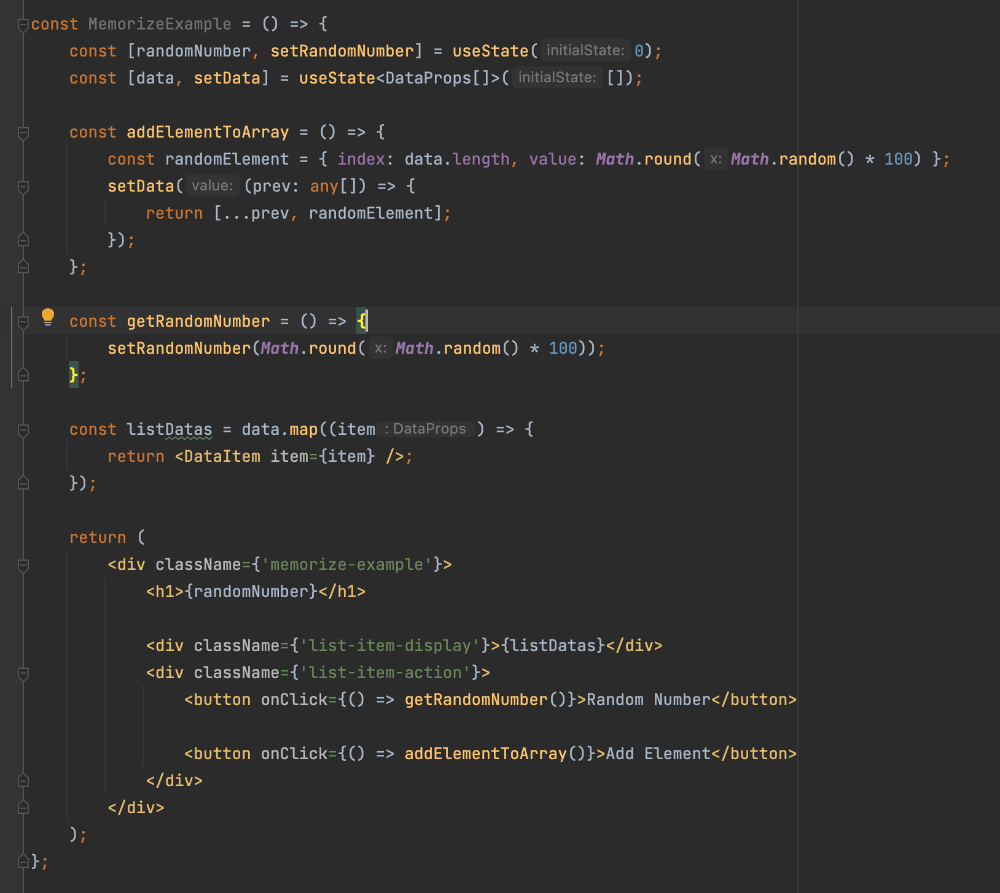 const MemorizeExample = () => {
const [randomNumber, setRandomNumber] = useState( initialState: 0);
const [data, setData] = useState<DataProps[]>( initialState: []);
const addElementToArray = () => {
const randomElement = { index: data.length, value: Math.round( x: Math.random() * 100) };
setData( value: (prev: any[]) => {
return [...prev, randomElement];
});
};
const getRandomNumber = () => {
setRandomNumber(Math.round( x: Math.random() * 100));
};
const listDatas = data.map((item : DataProps ) => {
return <DataItem item={item} />;
});
return (
<div className={'memorize-example'}>
<h1>{randomNumber}</h1>
<div className={'list-item-display'}>{listDatas}</div>
<div className={'list-item-action'}>
<button onClick={() => getRandomNumber()}>Random Number</button>
<button onClick={() => addElementToArray()}>Add Element</button>
</div>
</div>
);
};